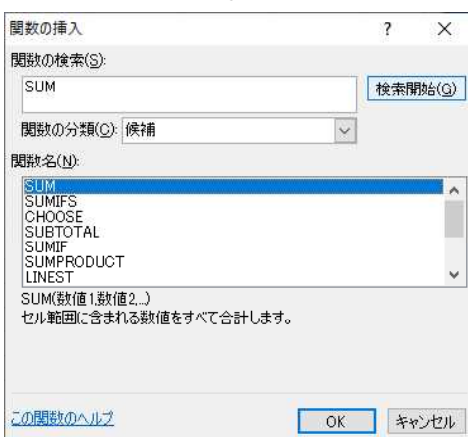 関数の挿入
? ×
関数の検索(S):
SUM
検索開始(G)
関数の分類(C): 候補
関数名(N):
SUM
SUMIFS
CHOOSE
SUBTOTAL
SUMIF
SUMPRODUCT
LINEST
SUM(数値1,数値2,...)
セル範囲に含まれる数値をすべて合計します。
この関数のヘルプ
OK キャンセル